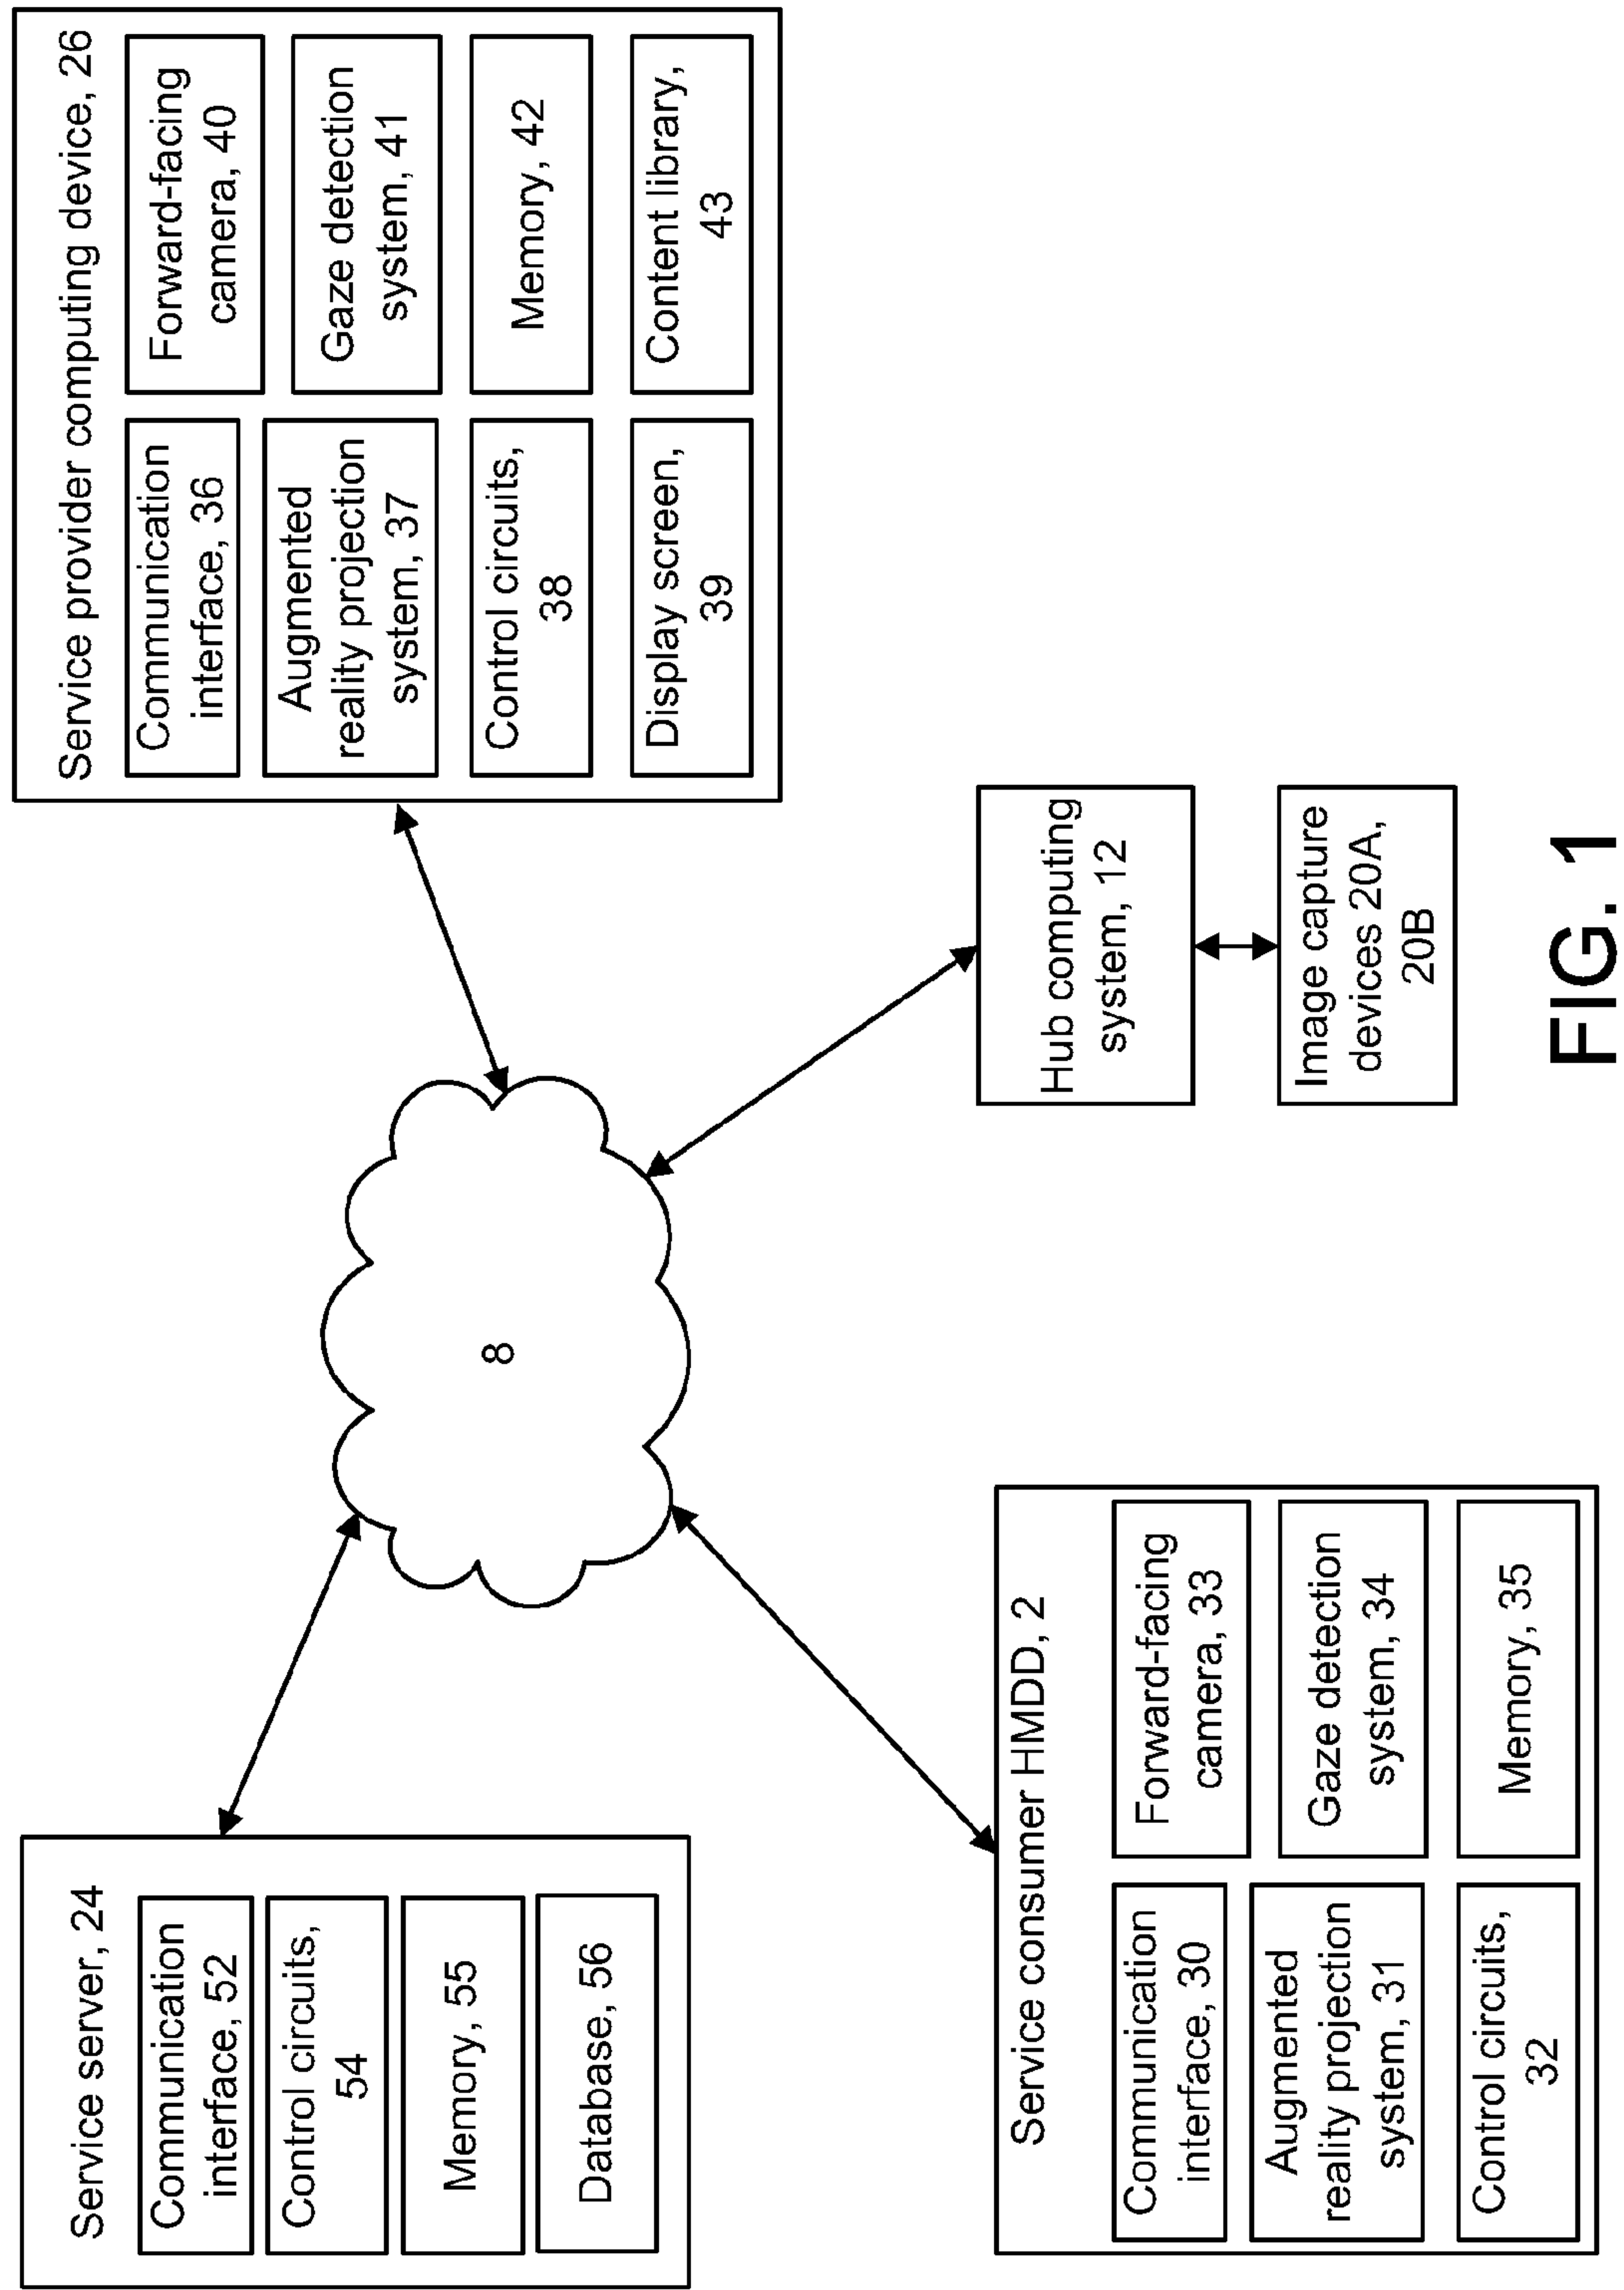 Service server, 24
Communication
interface, 52
Control circuits,
54
Memory, 55
Database, 56
Service provider computing device, 26
Communication
interface, 36
Augmented
reality projection
system, 37
Control circuits,
38
Display screen,
39
Forward-facing
camera, 40
Gaze detection
system, 41
Memory, 42
Content library,
43
8
Service consumer HMDD, 2
Communication
interface, 30
Augmented
reality projection
system, 31
Control circuits,
32
Forward-facing
camera, 33
Gaze detection
system, 34
Memory, 35
Hub computing
system, 12
Image capture
devices 20A,
20B
FIG. 1